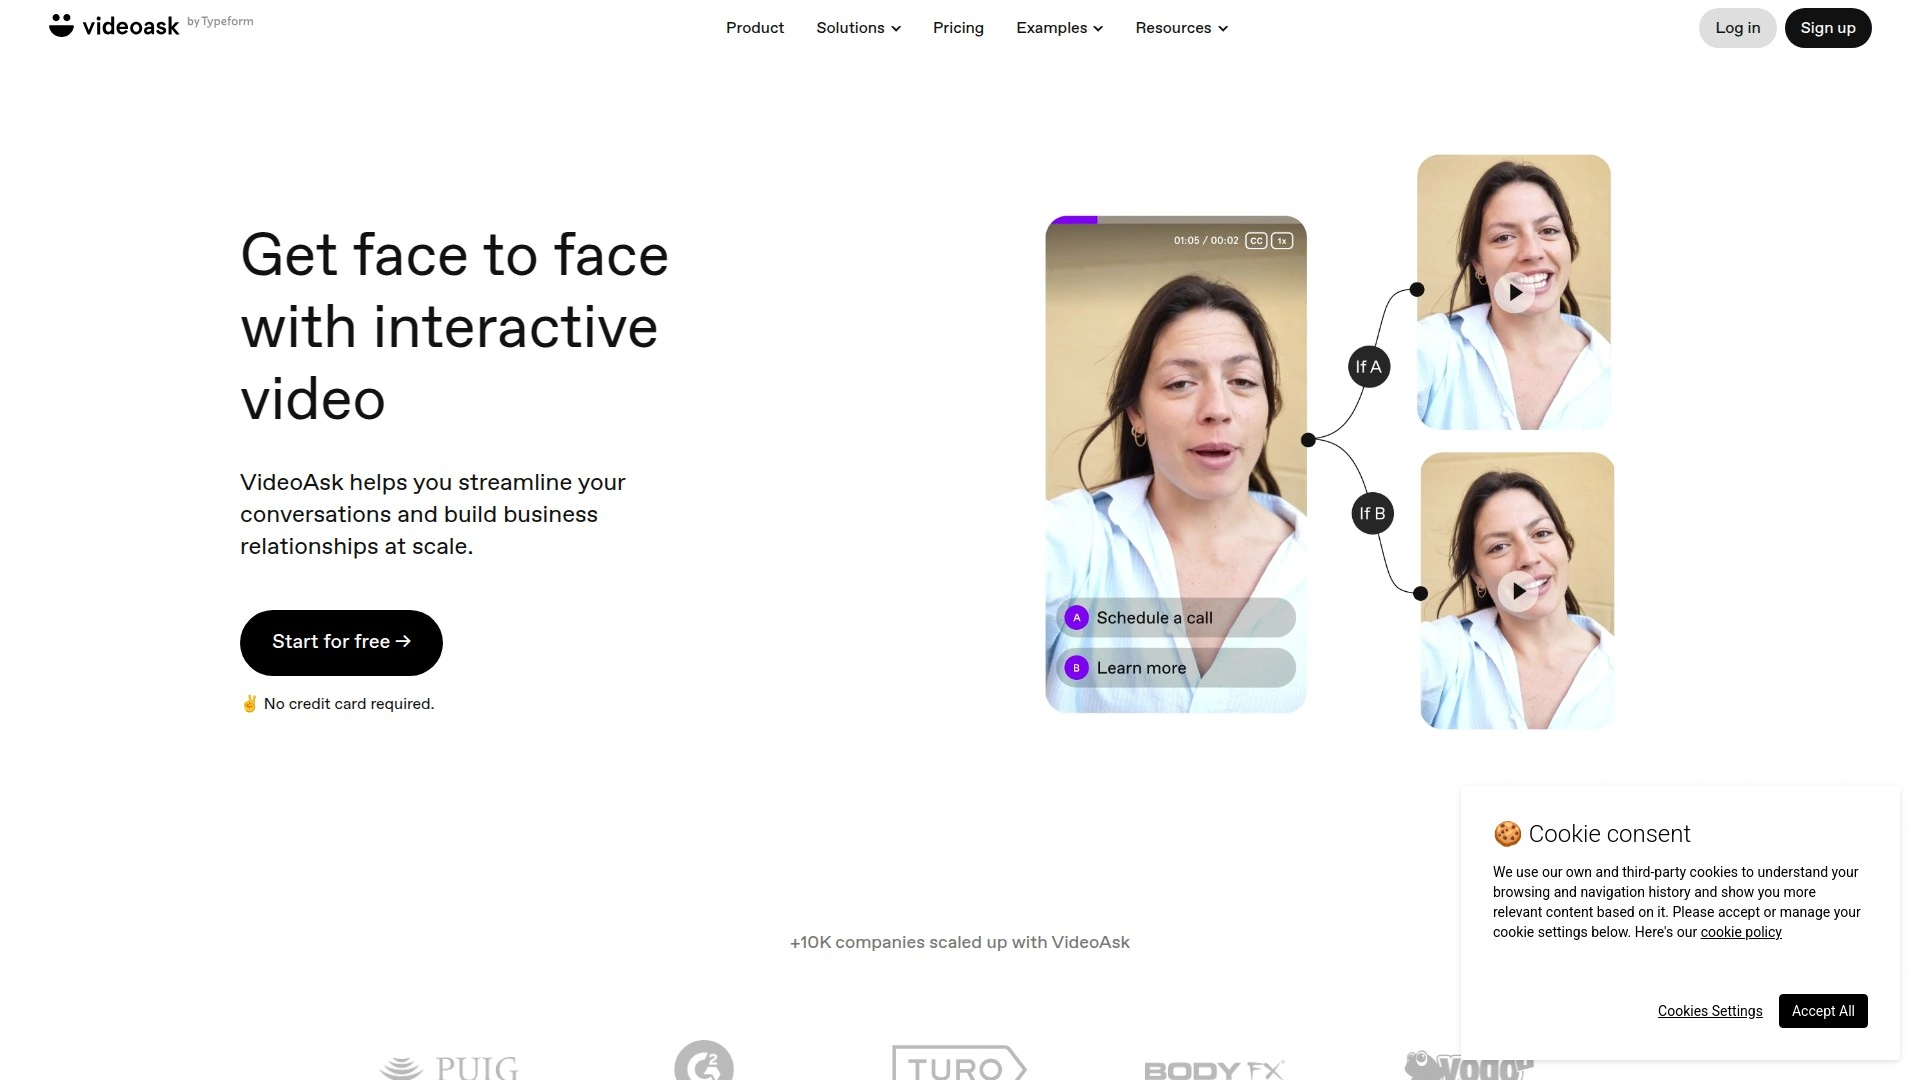 videoask by Typeform
Product
Solutions
Pricing
Examples
Resources
Log in
Sign up
Get face to face
with interactive
video
VideoAsk helps you streamline your
conversations and build business
relationships at scale.
Start for free →
✌️ No credit card required.
01:05 / 00:02 CC 1x
A Schedule a call
B Learn more
If A
If B
+10K companies scaled up with VideoAsk
PUIG
G2
TURO
BODY FX
🍪 Cookie consent
We use our own and third-party cookies to understand your
browsing and navigation history and show you more
relevant content based on it. Please accept or manage your
cookie settings below. Here's our cookie policy
Cookies Settings
Accept All